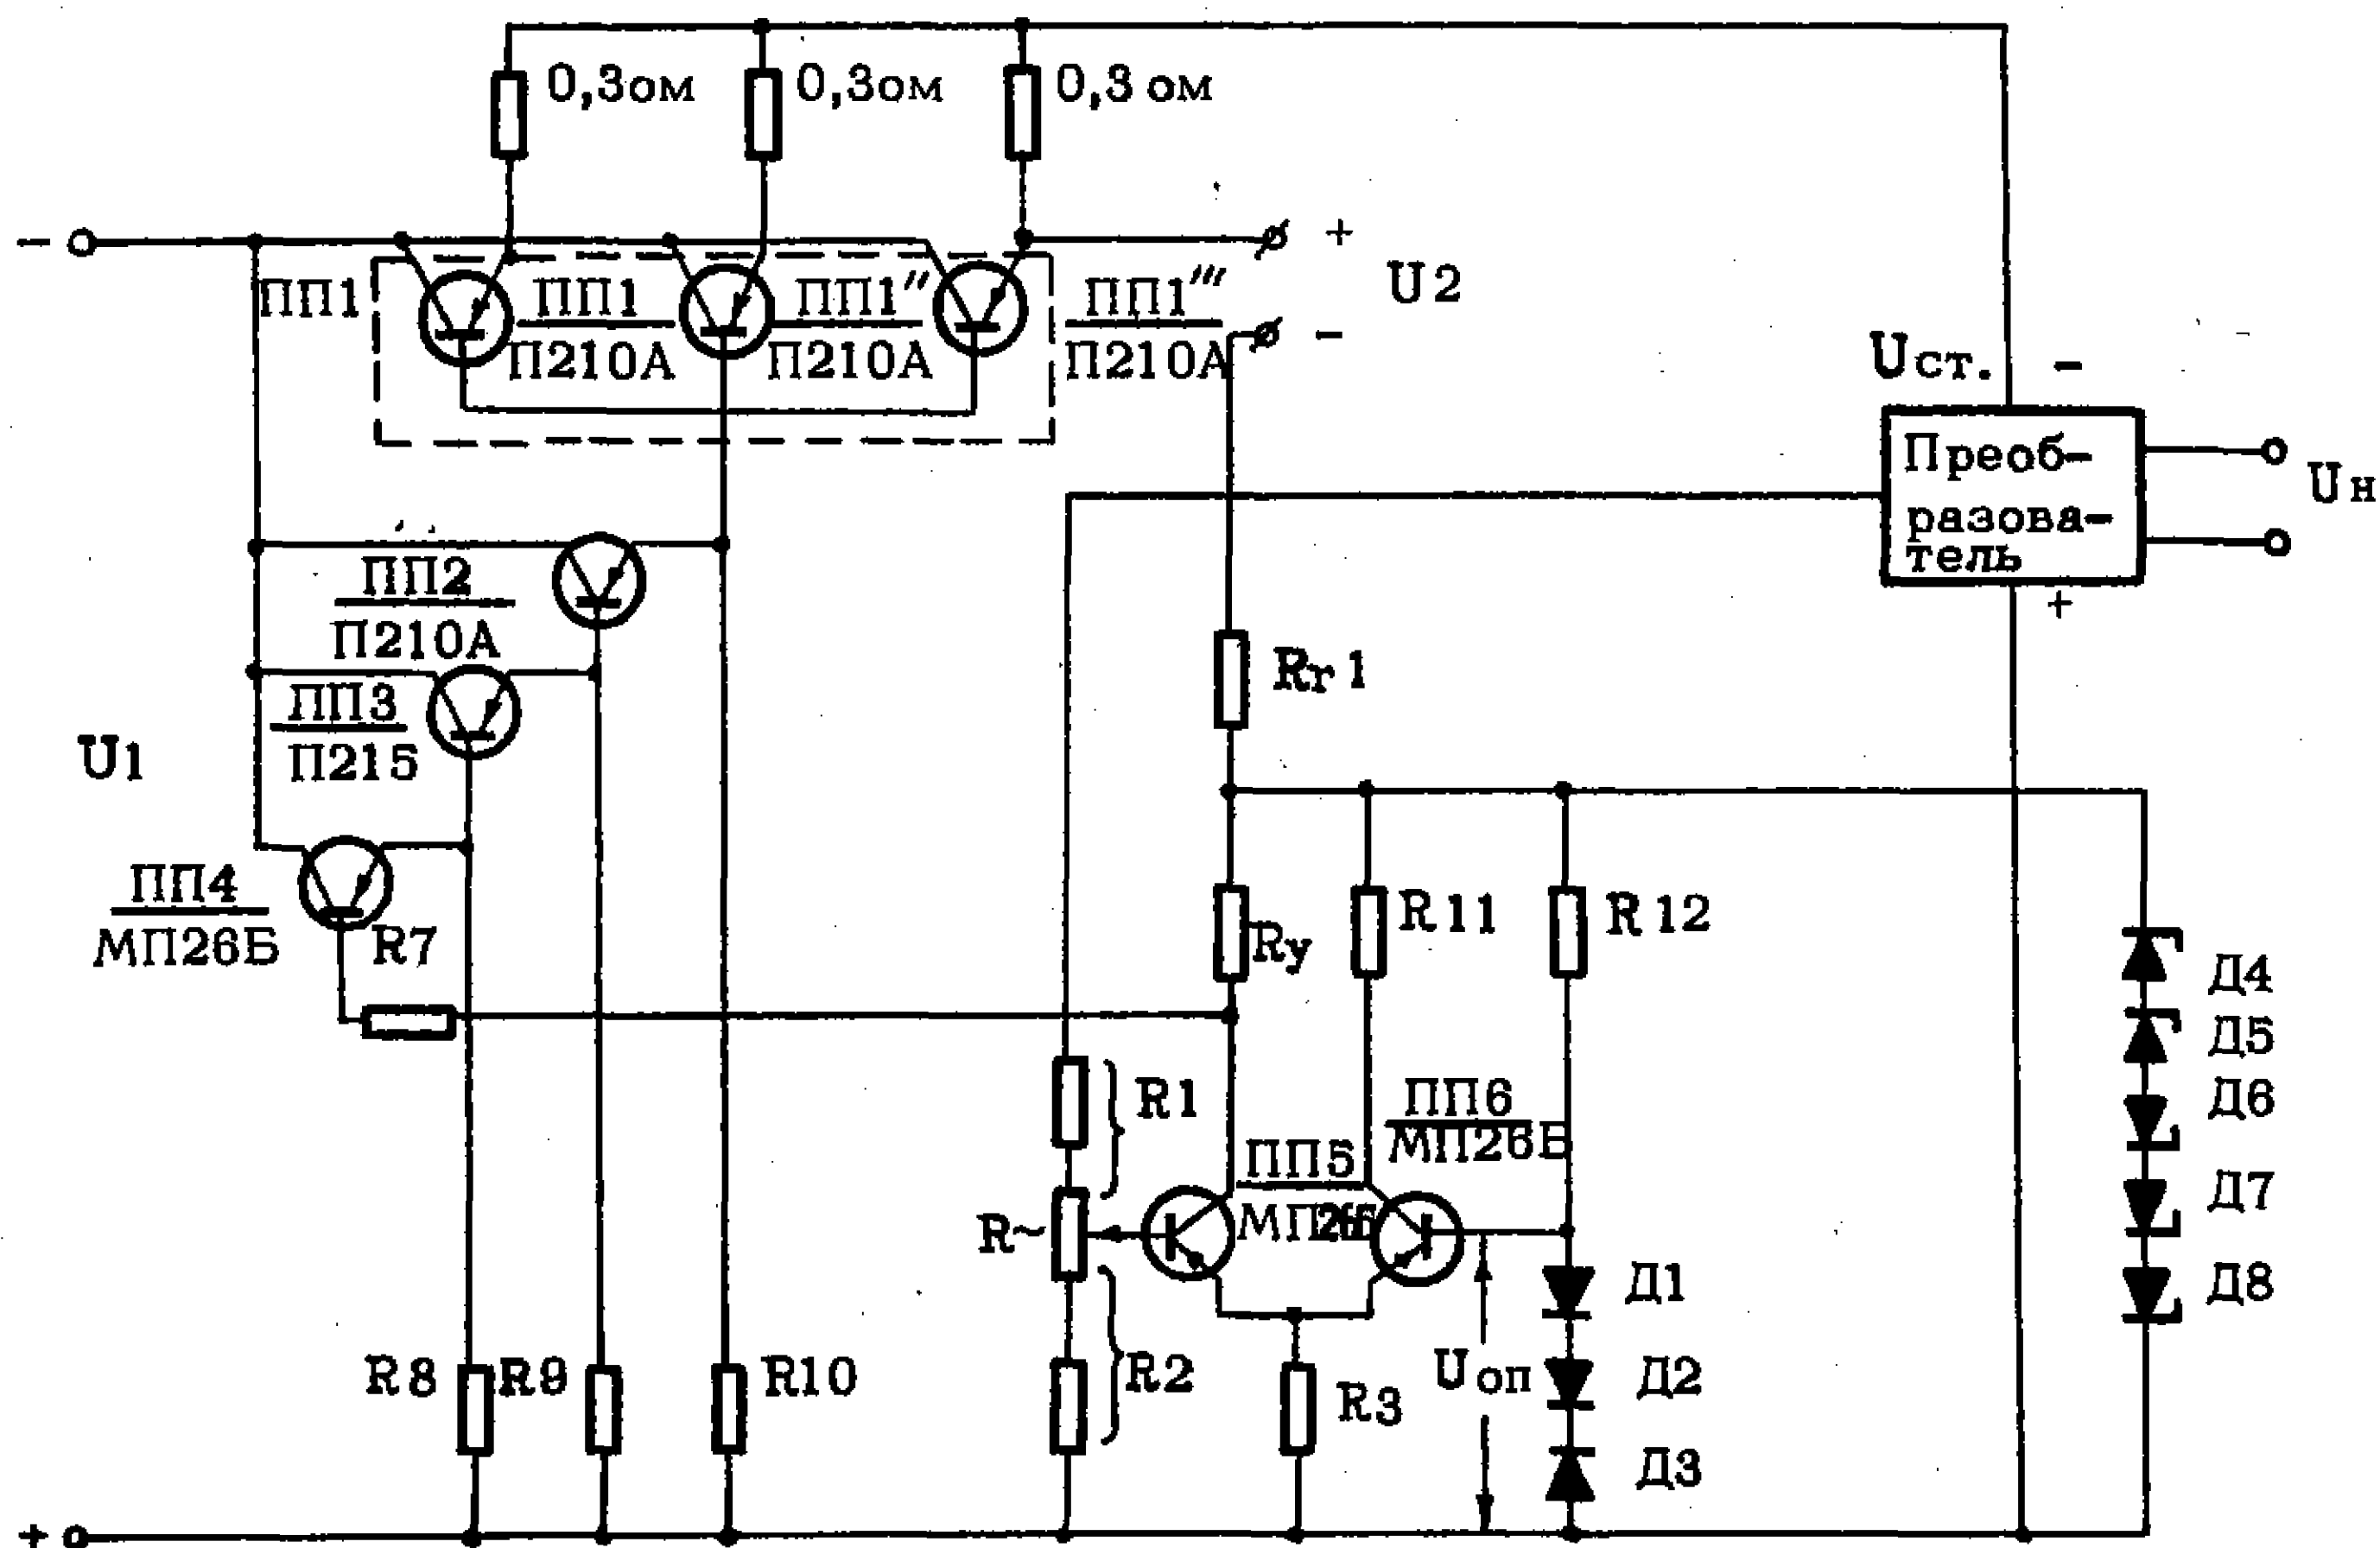 0,3ом 0,3ом 0,3 ом
-
+
U2
-
ПП1
ПП1
П210А
ПП1″
П210А
ПП1‴
П210А
Uст. -
Преоб-
разова-
тель
+
Uн
ПП2
П210А
ПП3
П215
U1
Rг 1
ПП4
МП26Б
R7
Rу
R11
R12
Д4
Д5
Д6
Д7
Д8
R1
ПП6
МП26Б
ПП5
R~
Д1
R8
R9
R10
R2
R3
Uоп
Д2
Д3
+